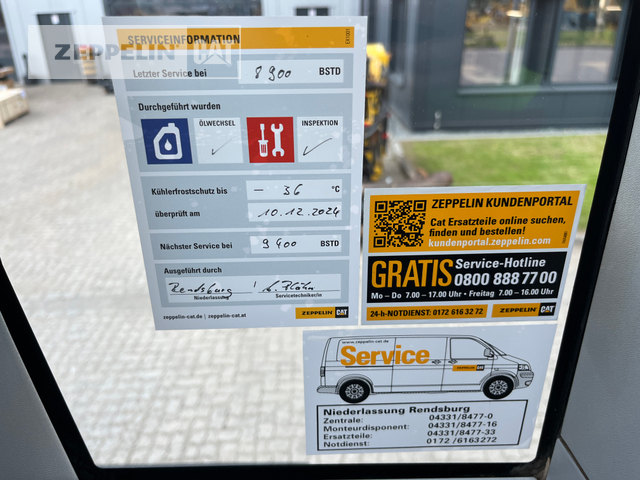 ZEPPELIN CAT
SERVICEINFORMATION
Letzter Service bei 8900 BSTD
Durchgeführt wurden
ÖLWECHSEL
INSPEKTION
Kühlerfrostschutz bis - 36 °C
überprüft am 10.12.2024
Nächster Service bei 9400 BSTD
Ausgeführt durch
Rendsburg
Niederlassung Servicetechniker/in
zeppelin-cat.de | zeppelin-cat.at
ZEPPELIN CAT
ZEPPELIN KUNDENPORTAL
Cat Ersatzteile online suchen,
finden und bestellen!
kundenportal.zeppelin.com
GRATIS Service-Hotline
0800 888 77 00
Mo – Do 7.00 - 17.00 Uhr • Freitag 7.00 - 16.00 Uhr
24-h-NOTDIENST: 0172 616 32 72
ZEPPELIN CAT
www.zeppelin-cat.de
Service
ZEPPELIN CAT
Niederlassung Rendsburg
Zentrale: 04331/8477-0
Monteurdisponent: 04331/8477-16
Ersatzteile: 04331/8477-33
Notdienst: 0172 /6163272